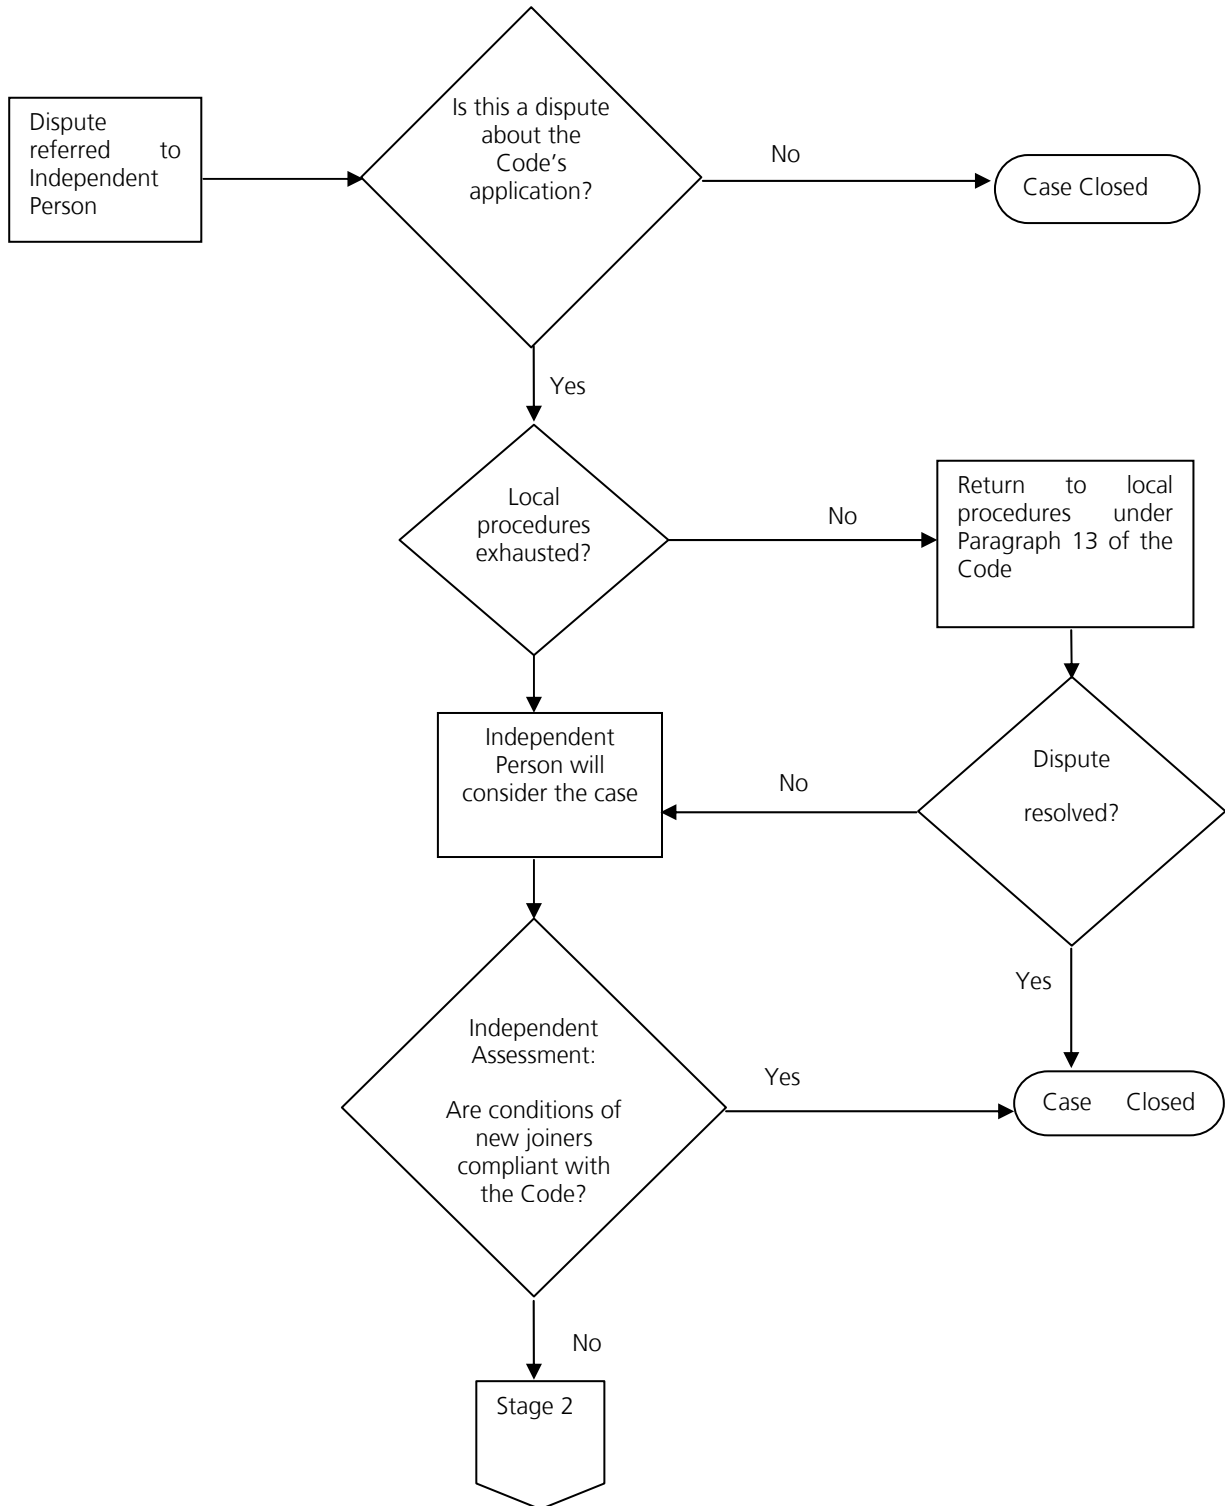 Dispute
referred to
Independent
Person
Is this a dispute
about the
Code's
application?
No
Case Closed
Yes
Local
procedures
exhausted?
No
Return to local
procedures under
Paragraph 13 of the
Code
Independent
Person will
consider the case
No
Dispute
resolved?
Yes
Independent
Assessment:
Are conditions of
new joiners
compliant with
the Code?
Yes
Case Closed
No
Stage 2